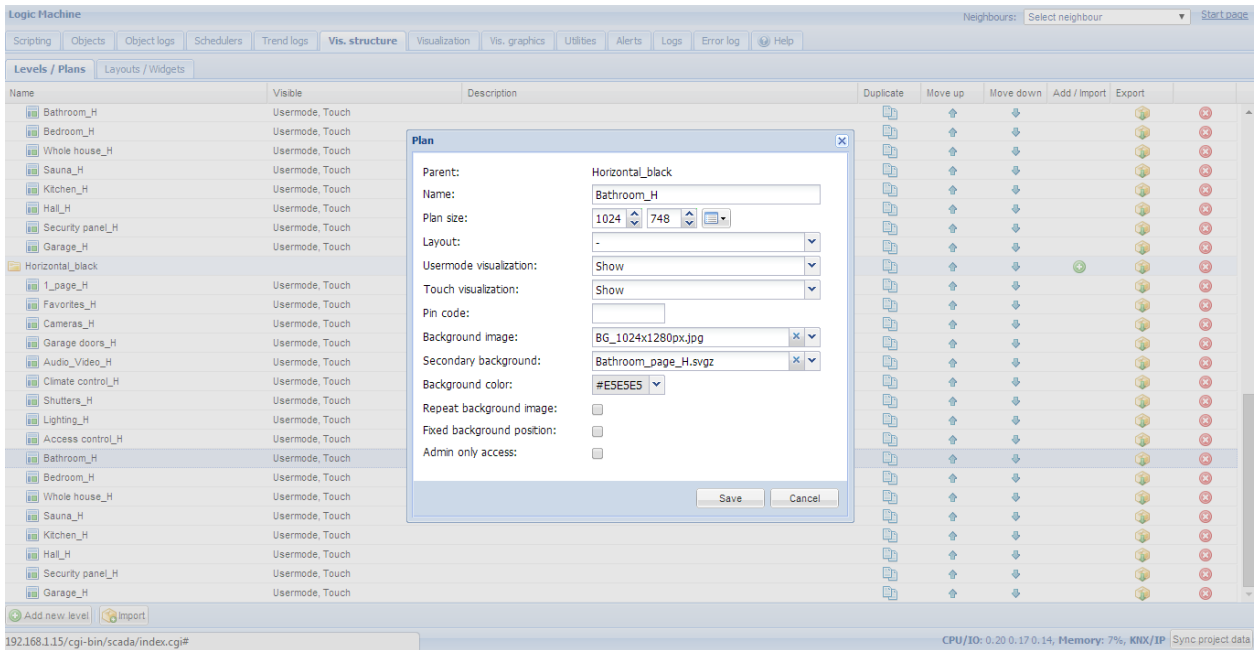 Logic Machine Neighbours: Select neighbour Start page
Scripting Objects Object logs Schedulers Trend logs Vis. structure Visualization Vis. graphics Utilities Alerts Logs Error log Help
Levels / Plans Layouts / Widgets
Name Visible Description Duplicate Move up Move down Add / Import Export
Bathroom_H Usermode, Touch
Bedroom_H Usermode, Touch
Whole house_H Usermode, Touch
Sauna_H Usermode, Touch
Kitchen_H Usermode, Touch
Hall_H Usermode, Touch
Security panel_H Usermode, Touch
Garage_H Usermode, Touch
Horizontal_black
1_page_H Usermode, Touch
Favorites_H Usermode, Touch
Cameras_H Usermode, Touch
Garage doors_H Usermode, Touch
Audio_Video_H Usermode, Touch
Climate control_H Usermode, Touch
Shutters_H Usermode, Touch
Lighting_H Usermode, Touch
Access control_H Usermode, Touch
Bathroom_H Usermode, Touch
Bedroom_H Usermode, Touch
Whole house_H Usermode, Touch
Sauna_H Usermode, Touch
Kitchen_H Usermode, Touch
Hall_H Usermode, Touch
Security panel_H Usermode, Touch
Garage_H Usermode, Touch
Plan
Parent: Horizontal_black
Name: Bathroom_H
Plan size: 1024 748
Layout: -
Usermode visualization: Show
Touch visualization: Show
Pin code:
Background image: BG_1024x1280px.jpg
Secondary background: Bathroom_page_H.svgz
Background color: #E5E5E5
Repeat background image:
Fixed background position:
Admin only access:
Save Cancel
Add new level Import
192.168.1.15/cgi-bin/scada/index.cgi# CPU/IO: 0.20 0.17 0.14, Memory: 7%, KNX/IP Sync project data